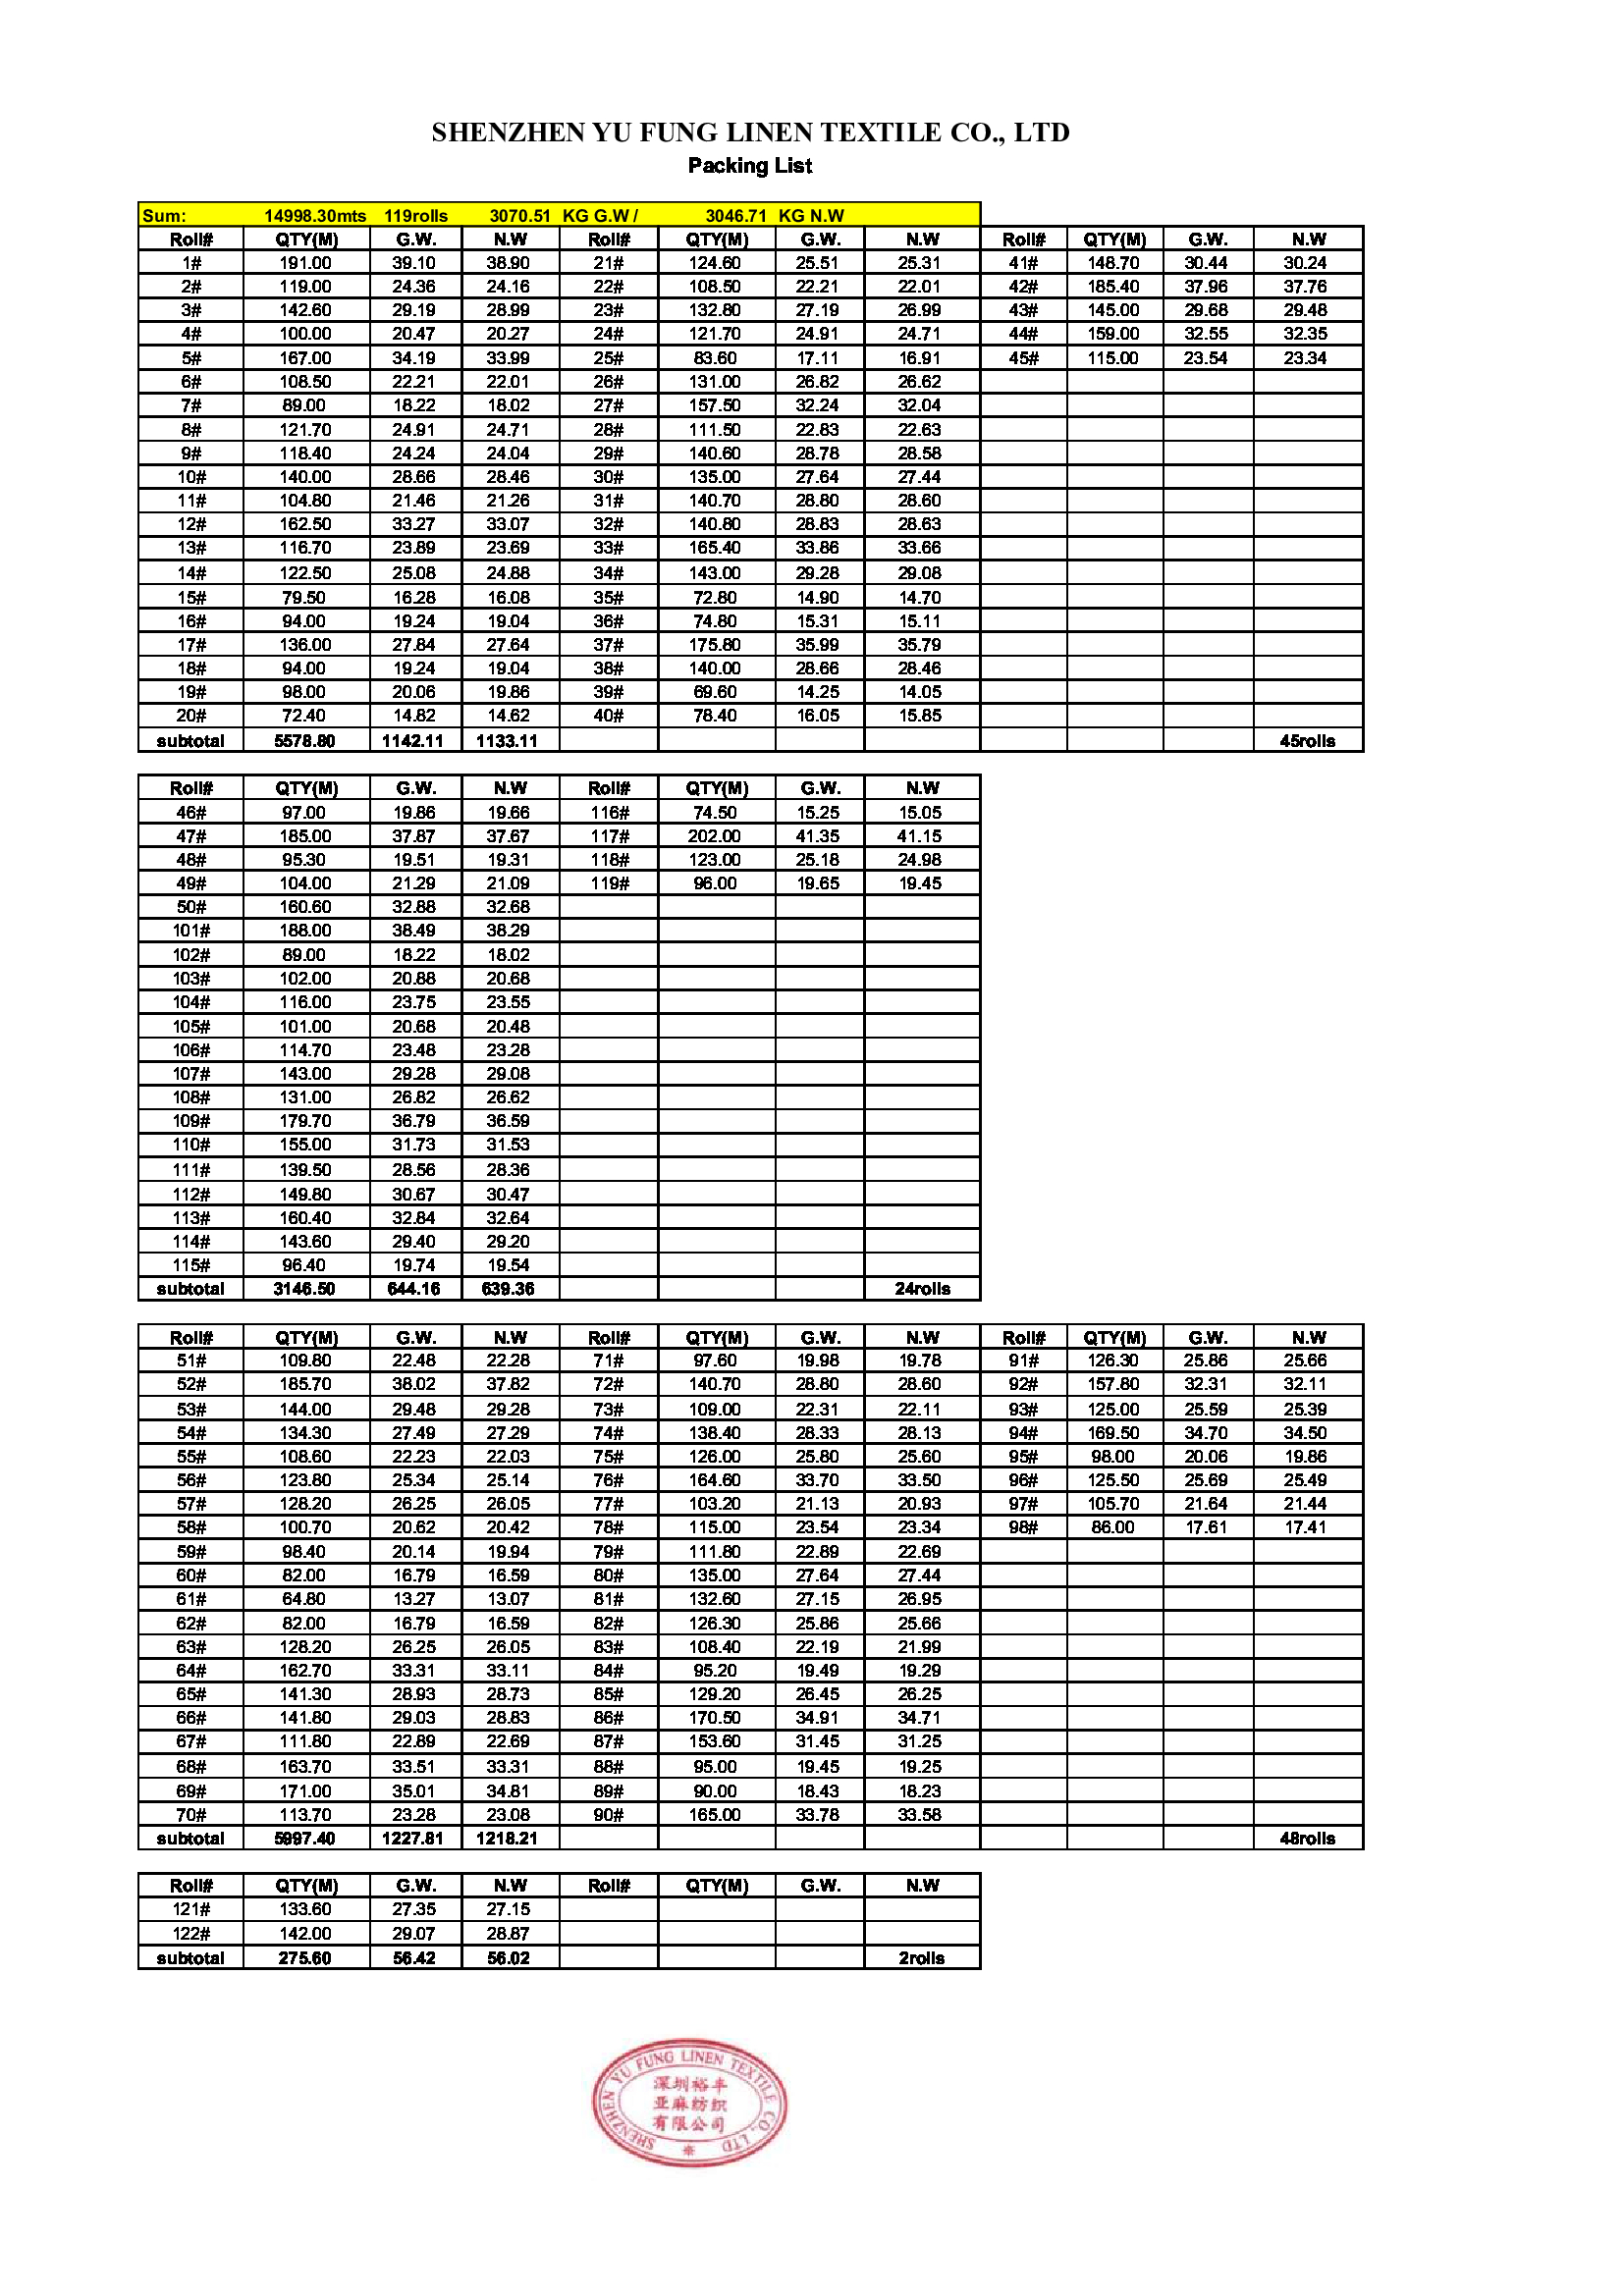 SHENZHEN YU FUNG LINEN TEXTILE CO., LTD
Packing List
Sum: 14998.30mts 119rolls 3070.51 KG G.W / 3046.71 KG N.W
Roll# QTY(M) G.W. N.W Roll# QTY(M) G.W. N.W Roll# QTY(M) G.W. N.W
1# 191.00 39.10 38.90 21# 124.60 25.51 25.31 41# 148.70 30.44 30.24
2# 119.00 24.36 24.16 22# 108.50 22.21 22.01 42# 185.40 37.96 37.76
3# 142.60 29.19 28.99 23# 132.80 27.19 26.99 43# 145.00 29.68 29.48
4# 100.00 20.47 20.27 24# 121.70 24.91 24.71 44# 159.00 32.55 32.35
5# 167.00 34.19 33.99 25# 83.60 17.11 16.91 45# 115.00 23.54 23.34
6# 108.50 22.21 22.01 26# 131.00 26.82 26.62
7# 89.00 18.22 18.02 27# 157.50 32.24 32.04
8# 121.70 24.91 24.71 28# 111.50 22.83 22.63
9# 118.40 24.24 24.04 29# 140.60 28.78 28.58
10# 140.00 28.66 28.46 30# 135.00 27.64 27.44
11# 104.80 21.46 21.26 31# 140.70 28.80 28.60
12# 162.50 33.27 33.07 32# 140.80 28.83 28.63
13# 116.70 23.89 23.69 33# 165.40 33.86 33.66
14# 122.50 25.08 24.88 34# 143.00 29.28 29.08
15# 79.50 16.28 16.08 35# 72.80 14.90 14.70
16# 94.00 19.24 19.04 36# 74.80 15.31 15.11
17# 136.00 27.84 27.64 37# 175.80 35.99 35.79
18# 94.00 19.24 19.04 38# 140.00 28.66 28.46
19# 98.00 20.06 19.86 39# 69.60 14.25 14.05
20# 72.40 14.82 14.62 40# 78.40 16.05 15.85
subtotal 5578.80 1142.11 1133.11 45rolls
Roll# QTY(M) G.W. N.W Roll# QTY(M) G.W. N.W
46# 97.00 19.86 19.66 116# 74.50 15.25 15.05
47# 185.00 37.87 37.67 117# 202.00 41.35 41.15
48# 95.30 19.51 19.31 118# 123.00 25.18 24.98
49# 104.00 21.29 21.09 119# 96.00 19.65 19.45
50# 160.60 32.88 32.68
101# 188.00 38.49 38.29
102# 89.00 18.22 18.02
103# 102.00 20.88 20.68
104# 116.00 23.75 23.55
105# 101.00 20.68 20.48
106# 114.70 23.48 23.28
107# 143.00 29.28 29.08
108# 131.00 26.82 26.62
109# 179.70 36.79 36.59
110# 155.00 31.73 31.53
111# 139.50 28.56 28.36
112# 149.80 30.67 30.47
113# 160.40 32.84 32.64
114# 143.60 29.40 29.20
115# 96.40 19.74 19.54
subtotal 3146.50 644.16 639.36 24rolls
Roll# QTY(M) G.W. N.W Roll# QTY(M) G.W. N.W Roll# QTY(M) G.W. N.W
51# 109.80 22.48 22.28 71# 97.60 19.98 19.78 91# 126.30 25.86 25.66
52# 185.70 38.02 37.82 72# 140.70 28.80 28.60 92# 157.80 32.31 32.11
53# 144.00 29.48 29.28 73# 109.00 22.31 22.11 93# 125.00 25.59 25.39
54# 134.30 27.49 27.29 74# 138.40 28.33 28.13 94# 169.50 34.70 34.50
55# 108.60 22.23 22.03 75# 126.00 25.80 25.60 95# 98.00 20.06 19.86
56# 123.80 25.34 25.14 76# 164.60 33.70 33.50 96# 125.50 25.69 25.49
57# 128.20 26.25 26.05 77# 103.20 21.13 20.93 97# 105.70 21.64 21.44
58# 100.70 20.62 20.42 78# 115.00 23.54 23.34 98# 86.00 17.61 17.41
59# 98.40 20.14 19.94 79# 111.80 22.89 22.69
60# 82.00 16.79 16.59 80# 135.00 27.64 27.44
61# 64.80 13.27 13.07 81# 132.60 27.15 26.95
62# 82.00 16.79 16.59 82# 126.30 25.86 25.66
63# 128.20 26.25 26.05 83# 108.40 22.19 21.99
64# 162.70 33.31 33.11 84# 95.20 19.49 19.29
65# 141.30 28.93 28.73 85# 129.20 26.45 26.25
66# 141.80 29.03 28.83 86# 170.50 34.91 34.71
67# 111.80 22.89 22.69 87# 153.60 31.45 31.25
68# 163.70 33.51 33.31 88# 95.00 19.45 19.25
69# 171.00 35.01 34.81 89# 90.00 18.43 18.23
70# 113.70 23.28 23.08 90# 165.00 33.78 33.58
subtotal 5997.40 1227.81 1218.21 48rolls
Roll# QTY(M) G.W. N.W Roll# QTY(M) G.W. N.W
121# 133.60 27.35 27.15
122# 142.00 29.07 28.87
subtotal 275.60 56.42 56.02 2rolls
SHENZHEN YU FUNG LINEN TEXTILE CO., LTD
深圳裕丰
亚麻纺织
有限公司